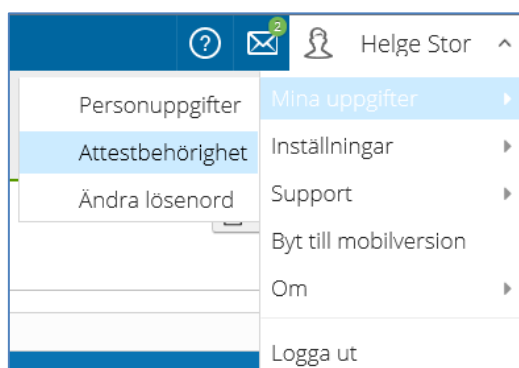 ? 2 Helge Stor
Personuppgifter
Attestbehörighet
Ändra lösenord
Mina uppgifter
Inställningar
Support
Byt till mobilversion
Om
Logga ut